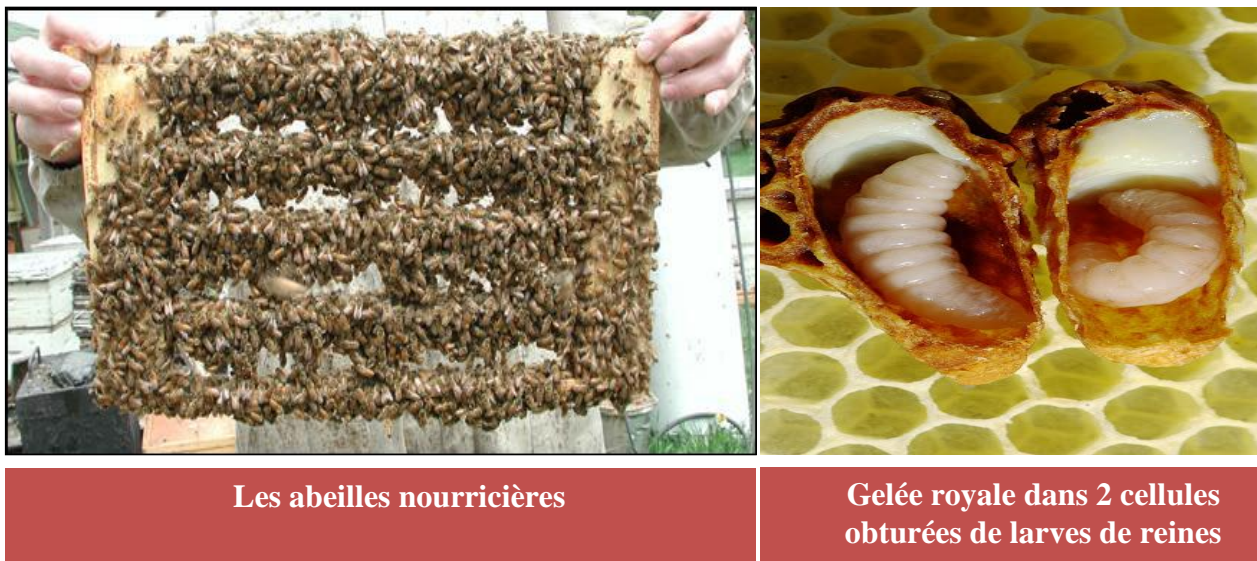 Les abeilles nourricières
Gelée royale dans 2 cellules
obturées de larves de reines